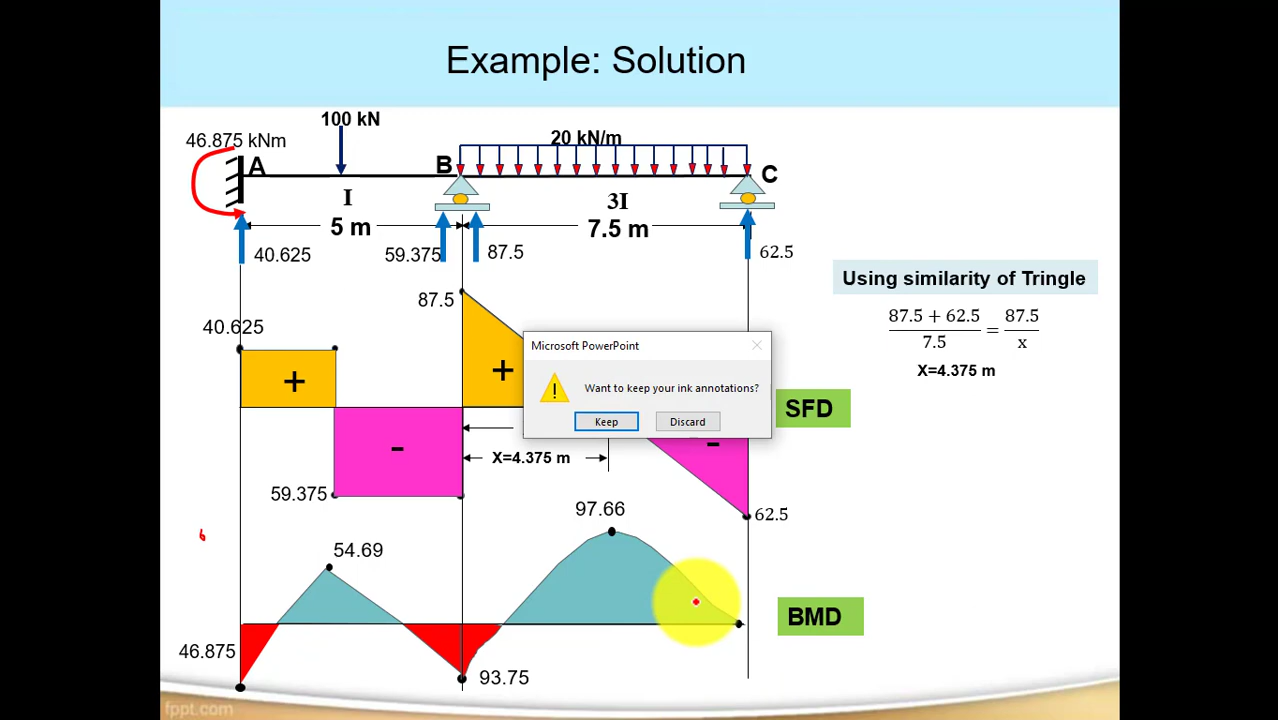 Example: Solution
100 kN
46.875 kNm
A
B
20 kN/m
C
I
3I
5 m
7.5 m
40.625
59.375
87.5
62.5
Using similarity of Tringle
87.5 + 62.5
7.5
=
87.5
x
X=4.375 m
87.5
40.625
+
+
Microsoft PowerPoint
Want to keep your ink annotations?
Keep
Discard
SFD
-
-
X=4.375 m
59.375
62.5
97.66
54.69
BMD
46.875
93.75
fppt.com